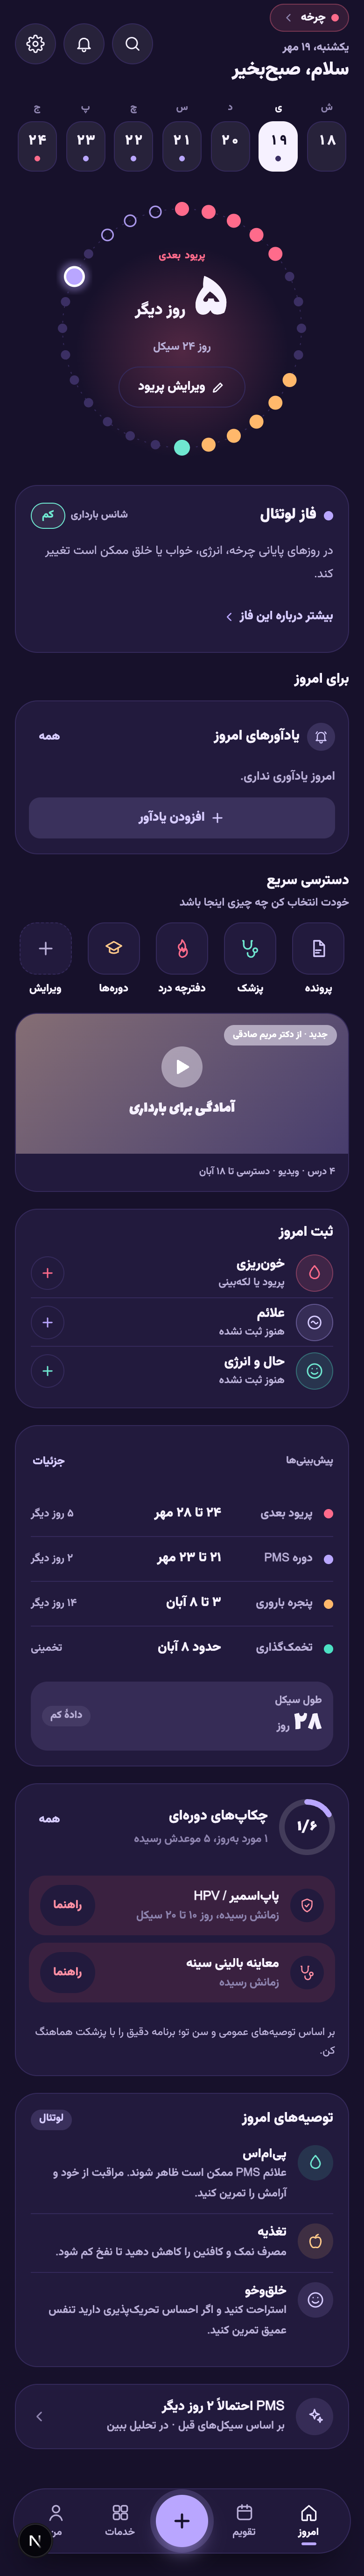 چرخه
یکشنبه، ۱۹ مهر
سلام، صبح‌بخیر
ش ی د س چ پ ج
۱۸ ۱۹ ۲۰ ۲۱ ۲۲ ۲۳ ۲۴
پریود بعدی
۵ روز دیگر
روز ۲۴ سیکل
ویرایش پریود
فاز لوتئال
شانس بارداری کم
در روزهای پایانی چرخه، انرژی، خواب یا خلق ممکن است تغییر
کند.
بیشتر درباره این فاز
برای امروز
یادآورهای امروز
همه
امروز یادآوری نداری.
افزودن یادآور
دسترسی سریع
خودت انتخاب کن چه چیزی اینجا باشد
پرونده پزشک دفترچه درد دوره‌ها ویرایش
جدید · از دکتر مریم صادقی
آمادگی برای بارداری
۴ درس · ویدیو · دسترسی تا ۱۸ آبان
ثبت امروز
خون‌ریزی
پریود یا لکه‌بینی
علائم
هنوز ثبت نشده
حال و انرژی
هنوز ثبت نشده
پیش‌بینی‌ها
جزئیات
پریود بعدی ۲۴ تا ۲۸ مهر ۵ روز دیگر
دوره PMS ۲۱ تا ۲۳ مهر ۲ روز دیگر
پنجره باروری ۳ تا ۸ آبان ۱۴ روز دیگر
تخمک‌گذاری حدود ۸ آبان تخمینی
طول سیکل
۲۸ روز
دادهٔ کم
۱/۶
چکاپ‌های دوره‌ای
همه
۱ مورد به‌روز، ۵ موعدش رسیده
پاپ‌اسمیر / HPV
زمانش رسیده، روز ۱۰ تا ۲۰ سیکل
راهنما
معاینه بالینی سینه
زمانش رسیده
راهنما
بر اساس توصیه‌های عمومی و سن تو؛ برنامه دقیق را با پزشکت هماهنگ
کن.
توصیه‌های امروز
لوتئال
پی‌ام‌اس
علائم PMS ممکن است ظاهر شوند. مراقبت از خود و
آرامش را تمرین کنید.
تغذیه
مصرف نمک و کافئین را کاهش دهید تا نفخ کم شود.
خلق‌وخو
استراحت کنید و اگر احساس تحریک‌پذیری دارید تنفس
عمیق تمرین کنید.
PMS احتمالاً ۲ روز دیگر
بر اساس سیکل‌های قبل · در تحلیل ببین
امروز تقویم خدمات من
N